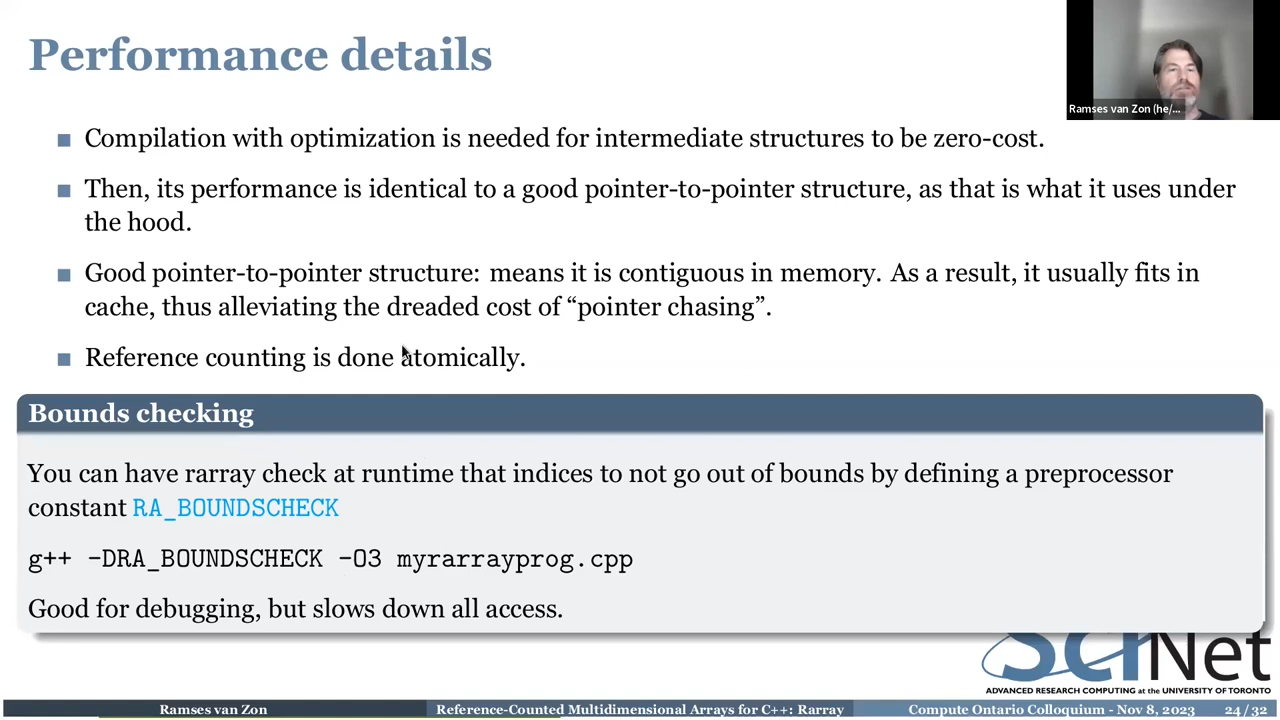 Performance details
Ramses van Zon (he/...
Compilation with optimization is needed for intermediate structures to be zero-cost.
Then, its performance is identical to a good pointer-to-pointer structure, as that is what it uses under
the hood.
Good pointer-to-pointer structure: means it is contiguous in memory. As a result, it usually fits in
cache, thus alleviating the dreaded cost of “pointer chasing”.
Reference counting is done atomically.
Bounds checking
You can have rarray check at runtime that indices to not go out of bounds by defining a preprocessor
constant RA_BOUNDSCHECK
g++ -DRA_BOUNDSCHECK -O3 myrarrayprog.cpp
Good for debugging, but slows down all access.
SciNet
ADVANCED RESEARCH COMPUTING at the UNIVERSITY OF TORONTO
Ramses van Zon Reference-Counted Multidimensional Arrays for C++: Rarray Compute Ontario Colloquium - Nov 8, 2023 24 / 32